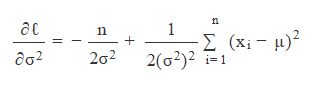 ∂ℓ/∂σ² = − n/2σ² + 1/2(σ²)² n∑i=1 (xᵢ − μ)²